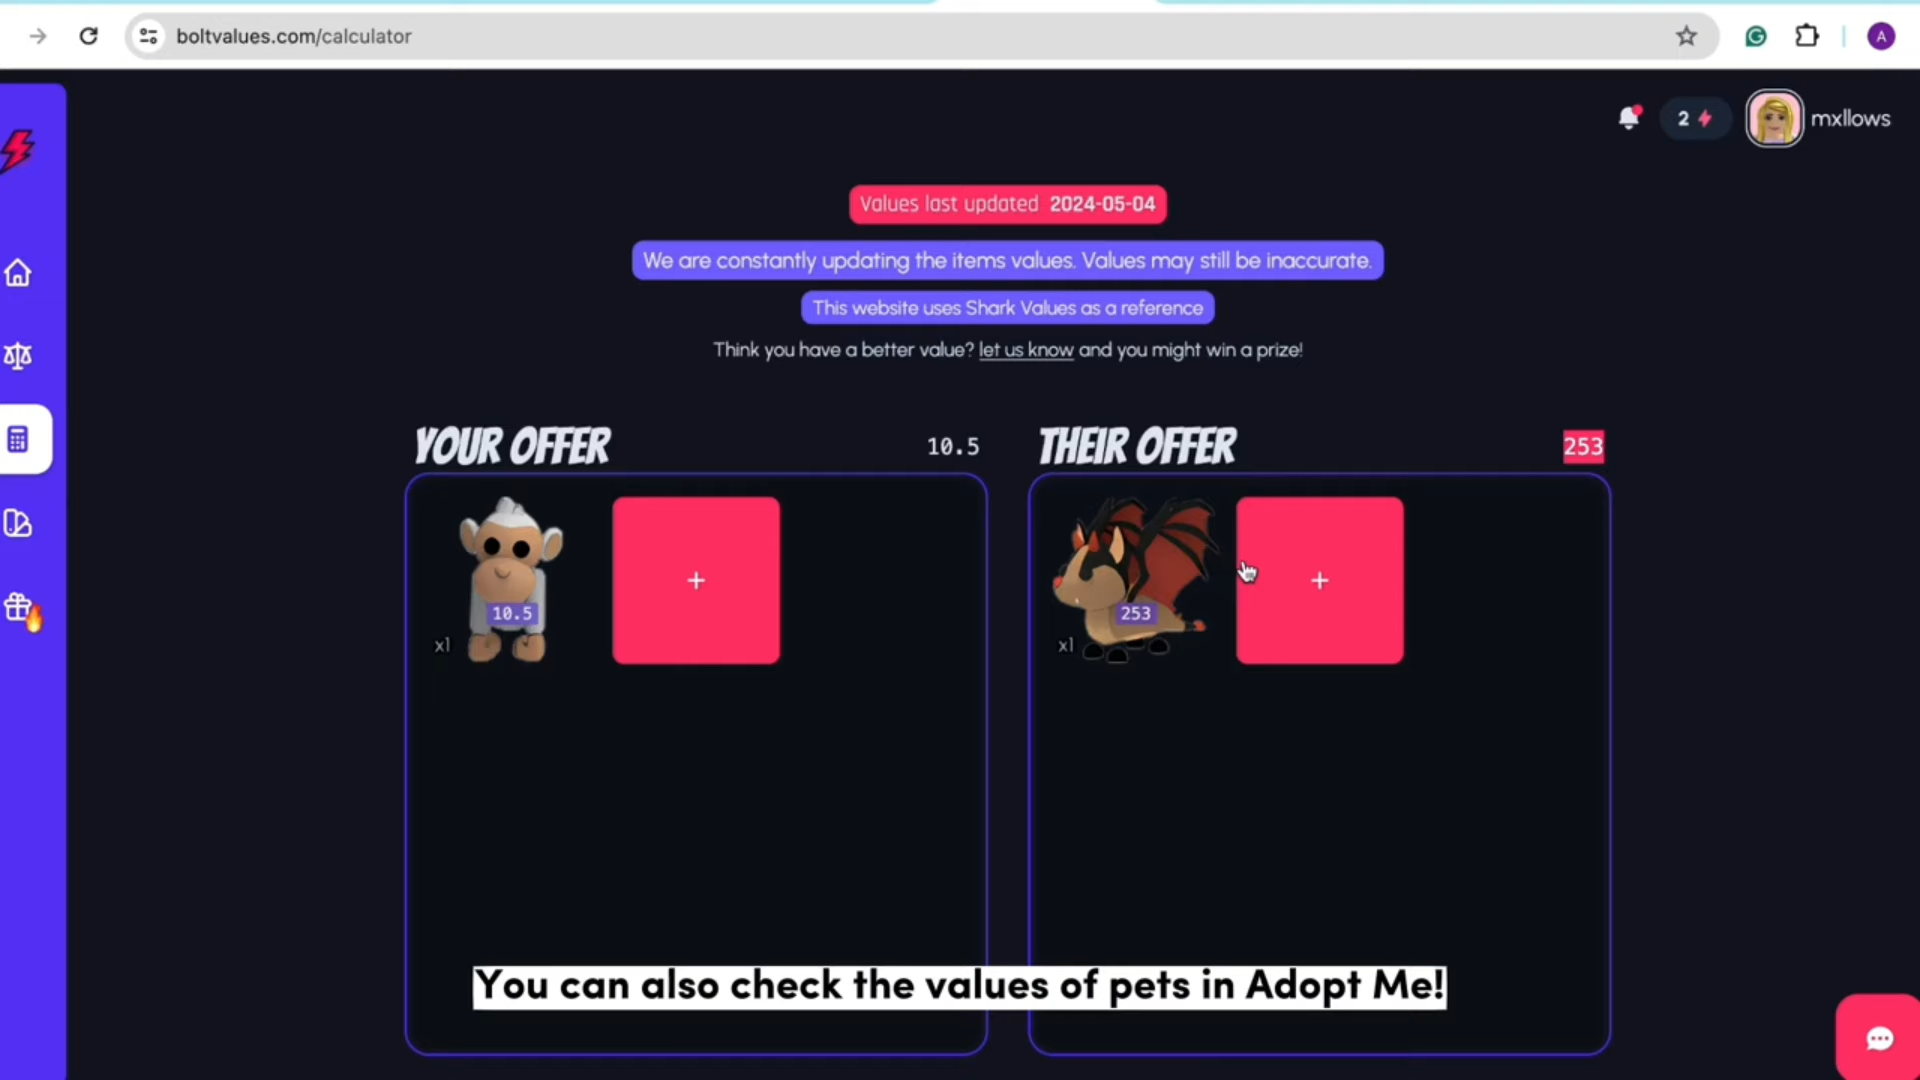 boltvalues.com/calculator
A
2
mxllows
Values last updated 2024-05-04
We are constantly updating the items values. Values may still be inaccurate.
This website uses Shark Values as a reference
Think you have a better value? let us know and you might win a prize!
YOUR OFFER 10.5
THEIR OFFER 253
+
+
10.5
253
x1
x1
You can also check the values of pets in Adopt Me!